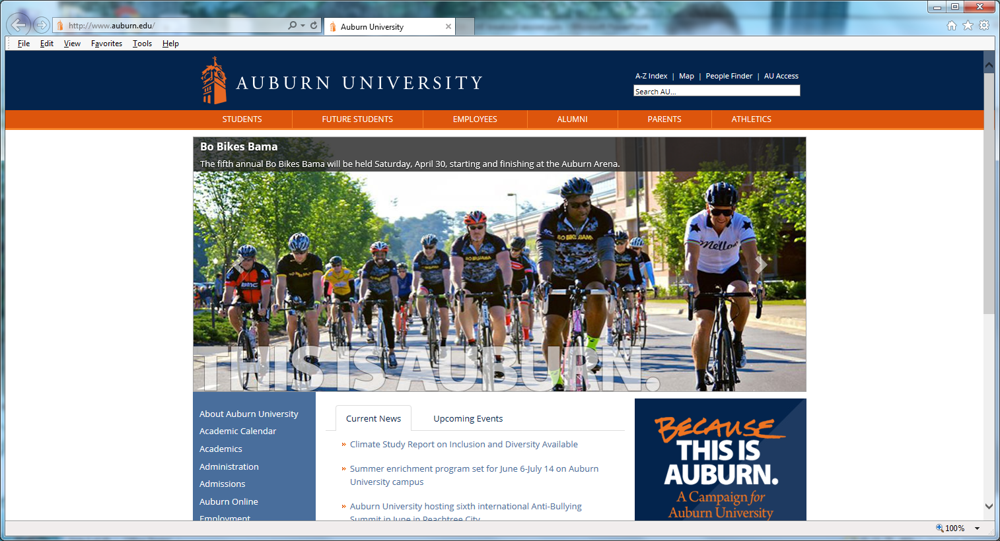 http://www.auburn.edu/
Auburn University
File Edit View Favorites Tools Help
AUBURN UNIVERSITY
A-Z Index | Map | People Finder | AU Access
Search AU...
STUDENTS FUTURE STUDENTS EMPLOYEES ALUMNI PARENTS ATHLETICS
Bo Bikes Bama
The fifth annual Bo Bikes Bama will be held Saturday, April 30, starting and finishing at the Auburn Arena.
BO BIKES BAMA
Mellow
BMC
THIS IS AUBURN.
About Auburn University
Academic Calendar
Academics
Administration
Admissions
Auburn Online
Employment
Current News Upcoming Events
Climate Study Report on Inclusion and Diversity Available
Summer enrichment program set for June 6-July 14 on Auburn
University campus
Auburn University hosting sixth international Anti-Bullying
Summit in June in Peachtree City
BECAUSE
THIS IS
AUBURN.
A Campaign for
Auburn University
100%